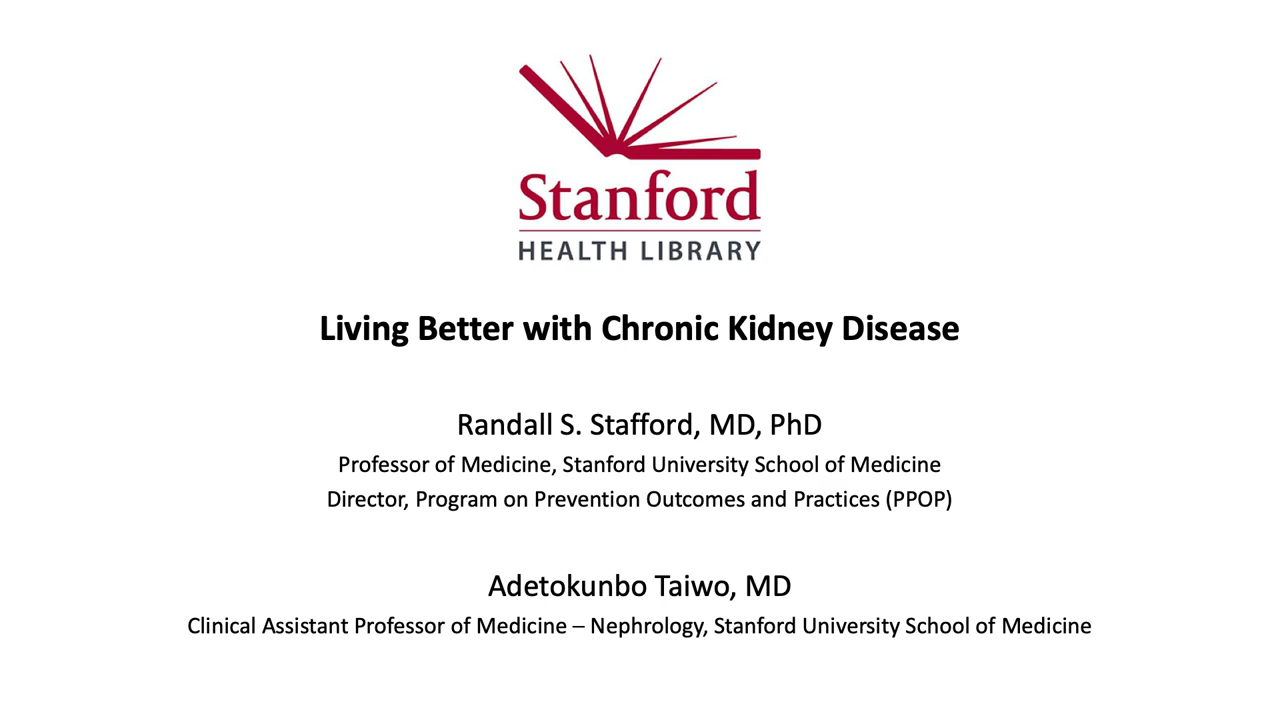 Stanford
HEALTH LIBRARY
Living Better with Chronic Kidney Disease
Randall S. Stafford, MD, PhD
Professor of Medicine, Stanford University School of Medicine
Director, Program on Prevention Outcomes and Practices (PPOP)
Adetokunbo Taiwo, MD
Clinical Assistant Professor of Medicine – Nephrology, Stanford University School of Medicine